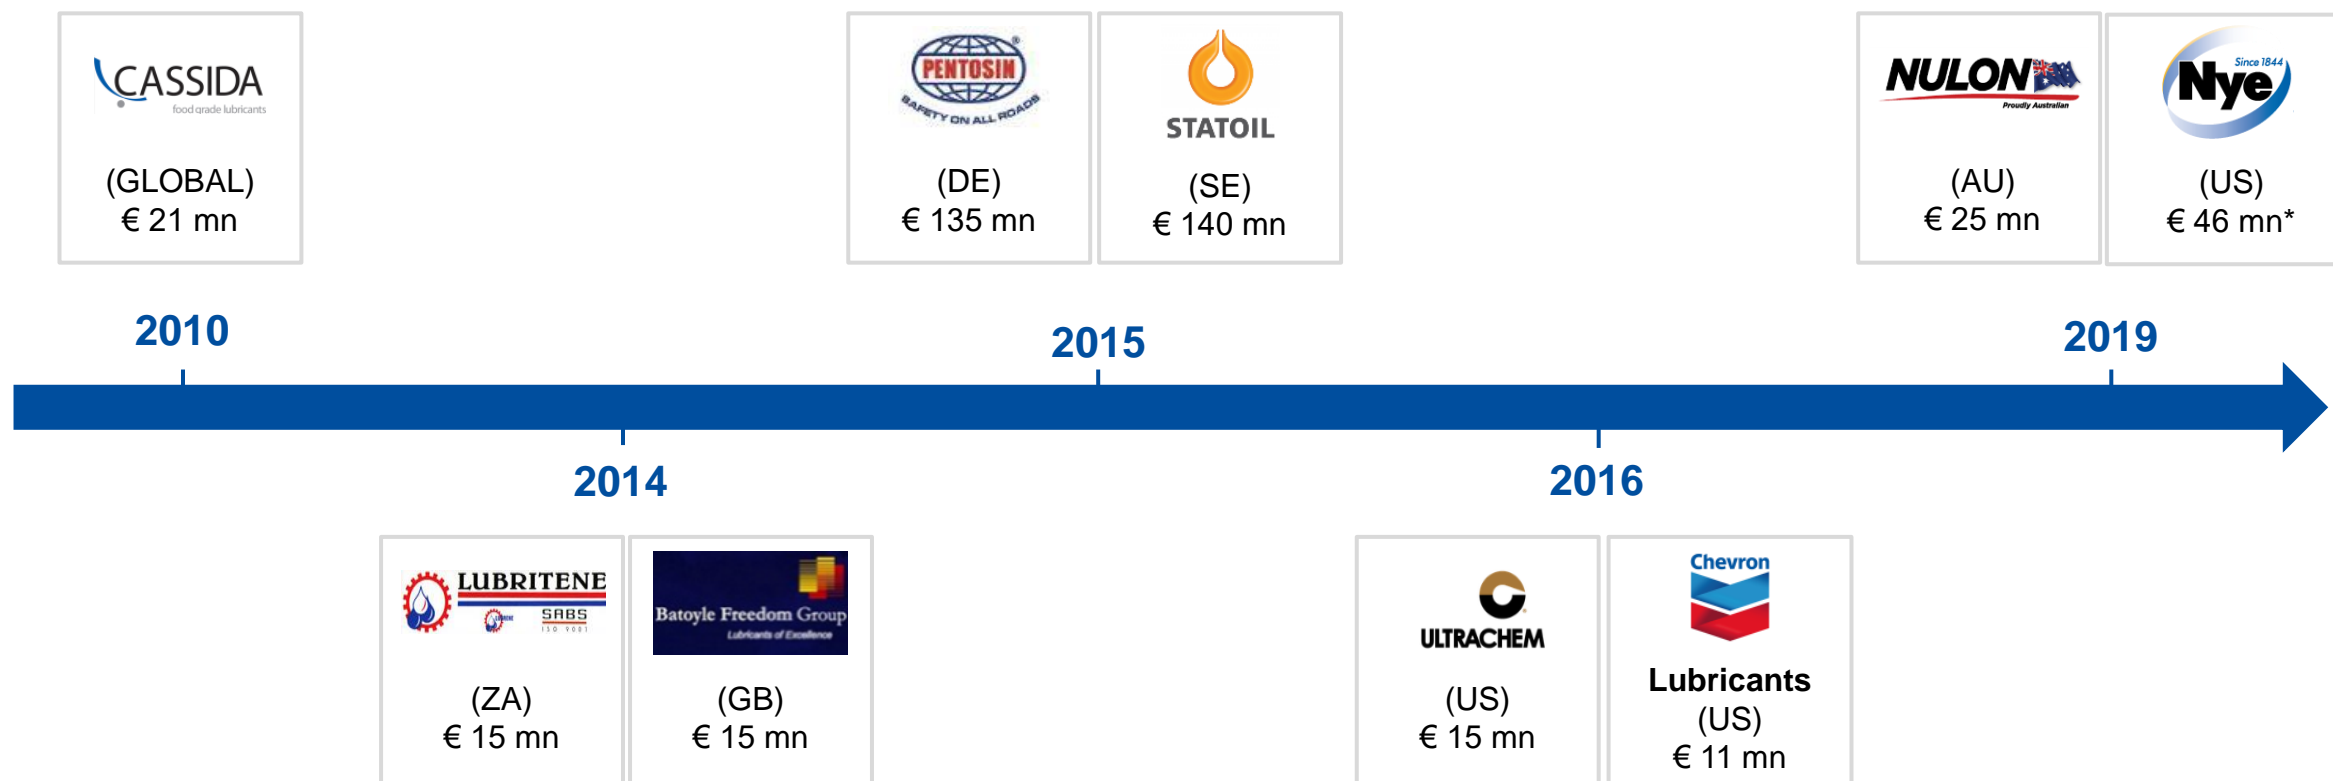 CASSIDA
food grade lubricants
(GLOBAL)
€ 21 mn
PENTOSIN
®
SAFETY ON ALL ROADS
(DE)
€ 135 mn
STATOIL
(SE)
€ 140 mn
NULON
Proudly Australian
(AU)
€ 25 mn
Since 1844
Nye
(US)
€ 46 mn*
2010
2015
2019
2014
2016
LUBRITENE
SABS
ISO 9001
(ZA)
€ 15 mn
Batoyle Freedom Group
Lubricants of Excellence
(GB)
€ 15 mn
ULTRACHEM
(US)
€ 15 mn
Chevron
Lubricants
(US)
€ 11 mn